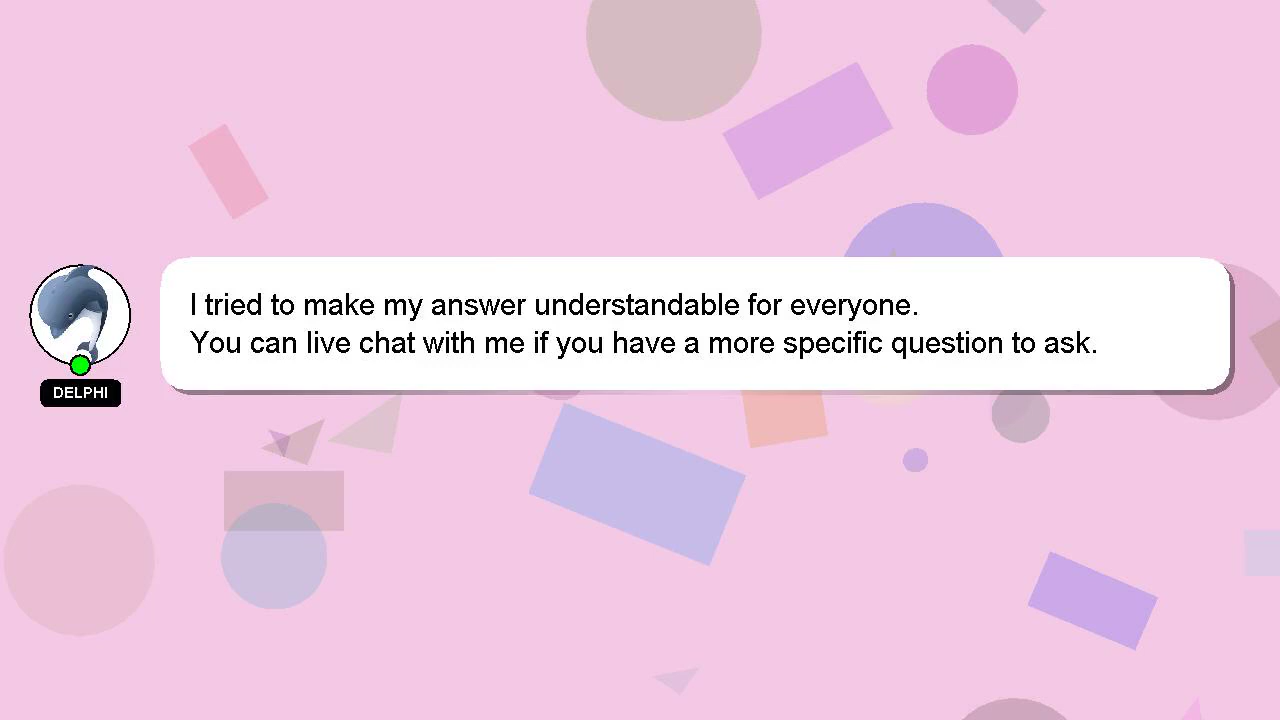 I tried to make my answer understandable for everyone.
You can live chat with me if you have a more specific question to ask.
DELPHI